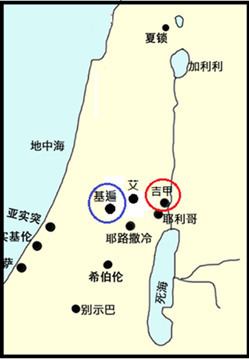 夏锁
加利利
地中海
艾
吉甲
基遍
耶利哥
亚实突
耶路撒冷
实基伦
萨
希伯伦
死海
别示巴